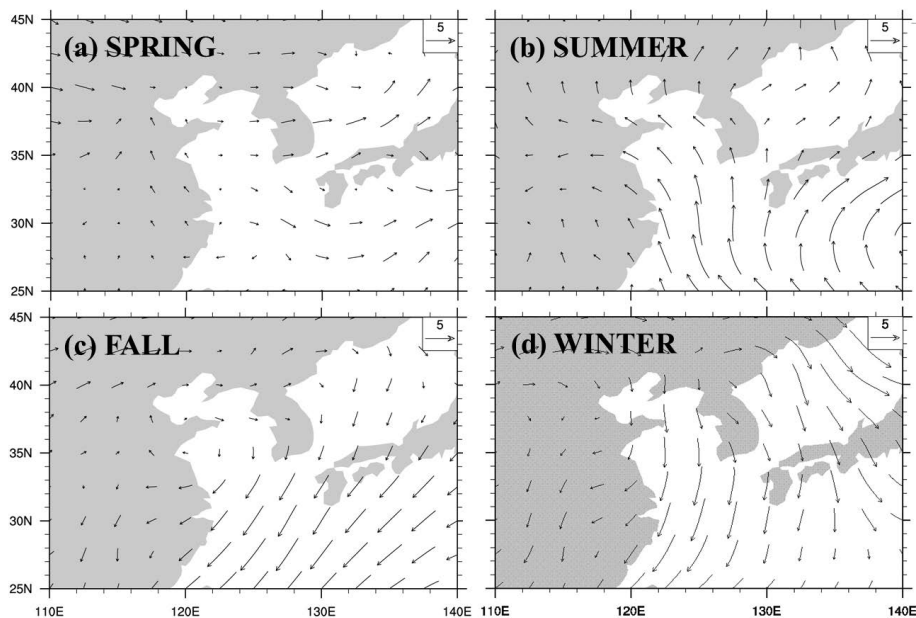 45N
(a) SPRING
5
(b) SUMMER
5
40N
35N
30N
25N
45N
(c) FALL
5
(d) WINTER
5
40N
35N
30N
25N
110E 120E 130E 140E 110E 120E 130E 140E